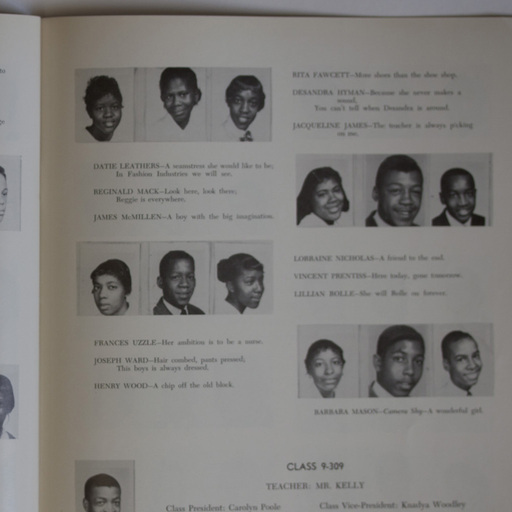 RITA FAWCETT—More shoes than the shoe shop.
DESANDRA HYMAN—Because she never makes a
sound,
You can't tell when Desandra is around.
JACQUELINE JAMES—The teacher is always picking
on me.
DATIE LEATHERS—A seamstress she would like to be,
In Fashion Industries we will see.
REGINALD MACK—Look here, look there,
Reggie is everywhere.
JAMES McMILLEN—A boy with the big imagination.
LORRAINE NICHOLAS—A friend to the end.
VINCENT PRENTISS—Here today, gone tomorrow.
LILLIAN ROLLE—She will Rolle on forever.
FRANCES UZZLE—Her ambition is to be a nurse.
JOSEPH WARD—Hair combed, pants pressed,
This boys is always dressed.
HENRY WOOD—A chip off the old block.
BARBARA MASON—Camera Shy—A wonderful girl.
CLASS 9-309
TEACHER: MR. KELLY
Class President: Carolyn Poole
Class Vice-President: Wendley